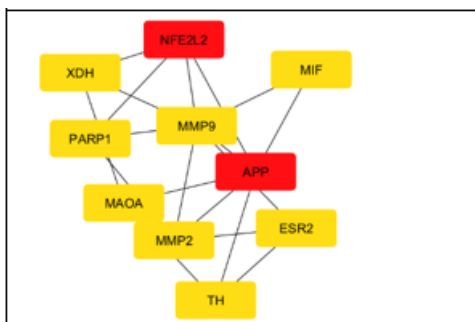 NFE2L2
XDH
MIF
MMP9
PARP1
APP
MAOA
MMP2
ESR2
TH